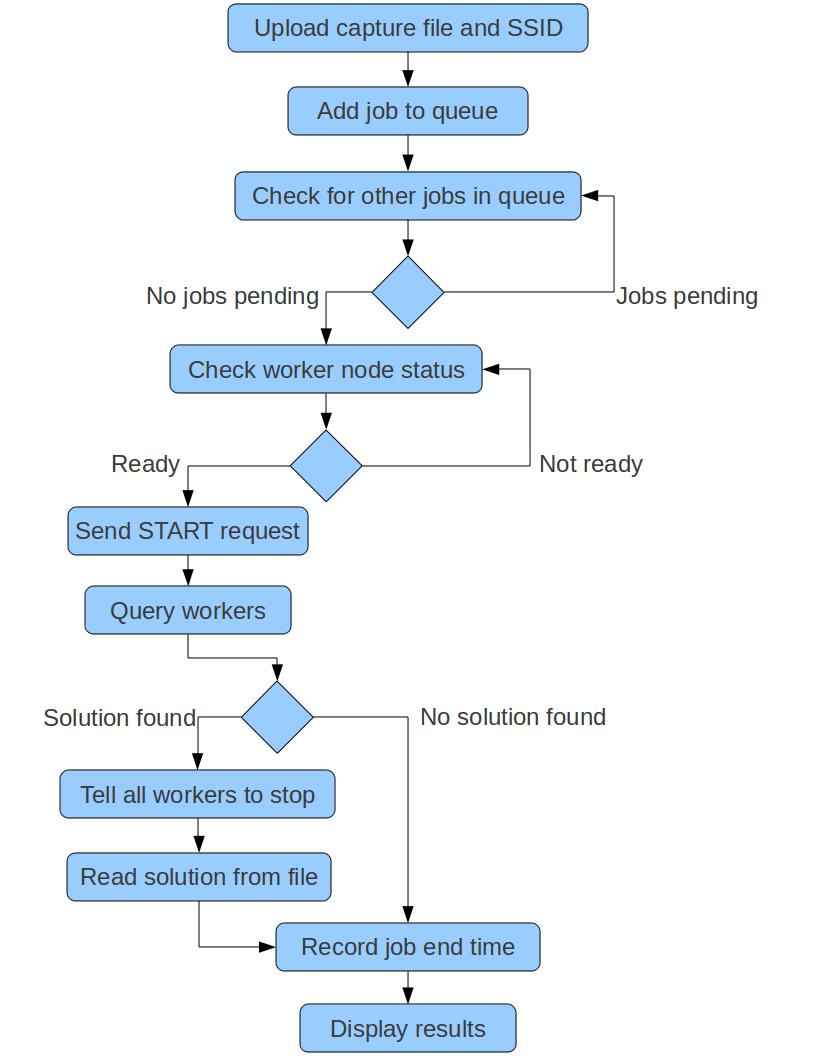 Upload capture file and SSID
Add job to queue
Check for other jobs in queue
No jobs pending
Jobs pending
Check worker node status
Ready
Not ready
Send START request
Query workers
Solution found
No solution found
Tell all workers to stop
Read solution from file
Record job end time
Display results